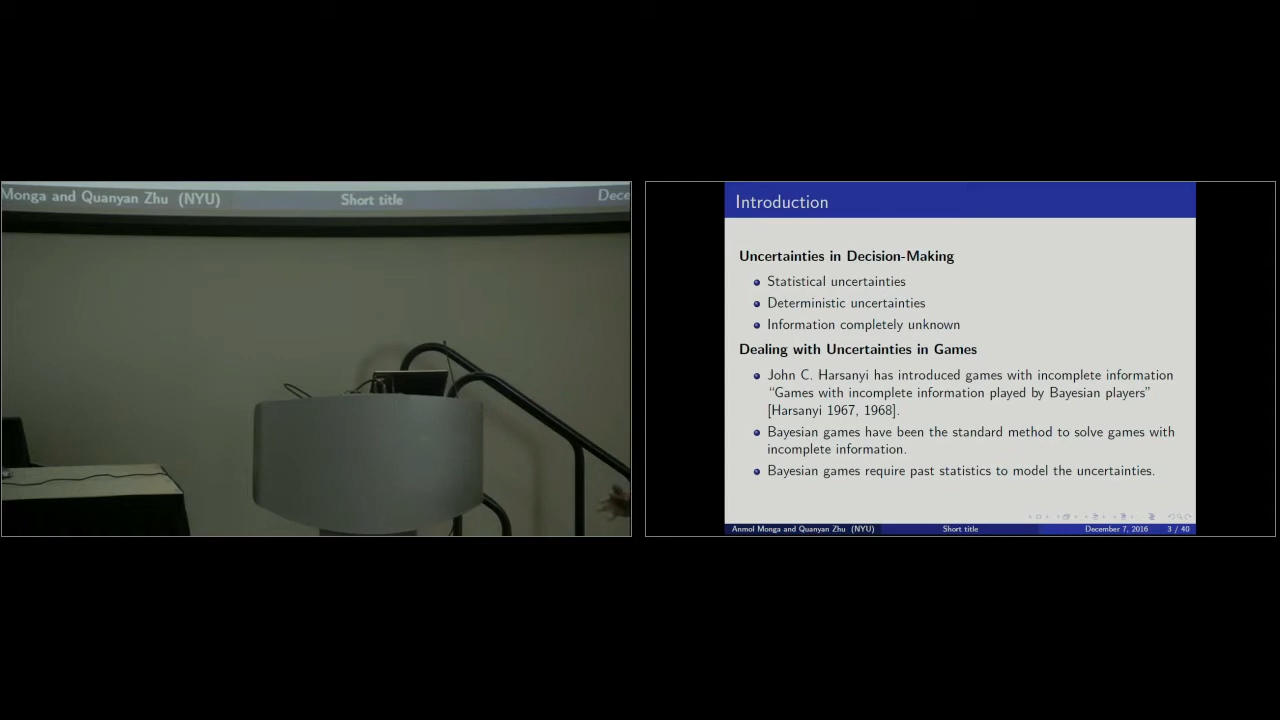 Monga and Quanyan Zhu (NYU) Short title Dece
Introduction
Uncertainties in Decision-Making
Statistical uncertainties
Deterministic uncertainties
Information completely unknown
Dealing with Uncertainties in Games
John C. Harsanyi has introduced games with incomplete information
“Games with incomplete information played by Bayesian players”
[Harsanyi 1967, 1968].
Bayesian games have been the standard method to solve games with
incomplete information.
Bayesian games require past statistics to model the uncertainties.
Anmol Monga and Quanyan Zhu (NYU) Short title December 7, 2016 3 / 40